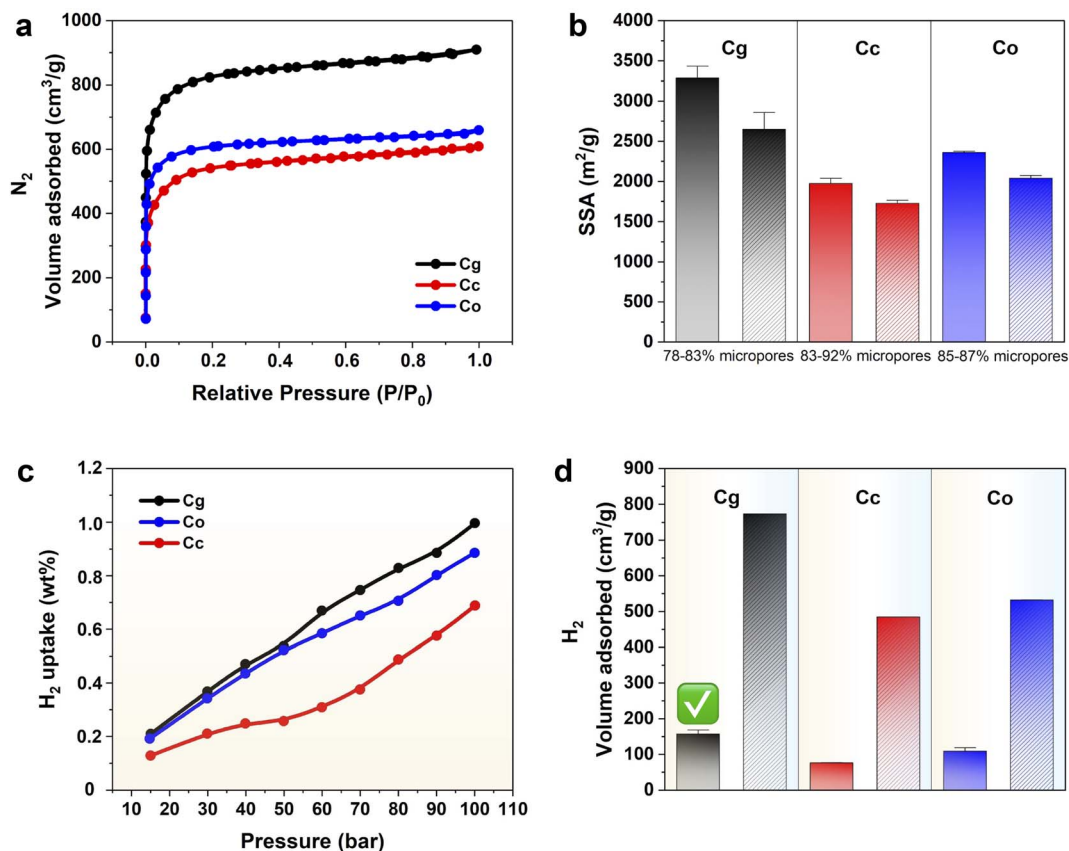 a
1000
800
600
400
200
0
N2
Volume adsorbed (cm3/g)
Cg
Cc
Co
0.0 0.2 0.4 0.6 0.8 1.0
Relative Pressure (P/P0)
b
4000
3500
3000
2500
2000
1500
1000
500
0
SSA (m2/g)
Cg Cc Co
78-83% micropores 83-92% micropores 85-87% micropores
c
1.2
1.0
0.8
0.6
0.4
0.2
0
H2 uptake (wt%)
Cg
Co
Cc
10 20 30 40 50 60 70 80 90 100 110
Pressure (bar)
d
900
800
700
600
500
400
300
200
100
0
H2
Volume adsorbed (cm3/g)
Cg Cc Co